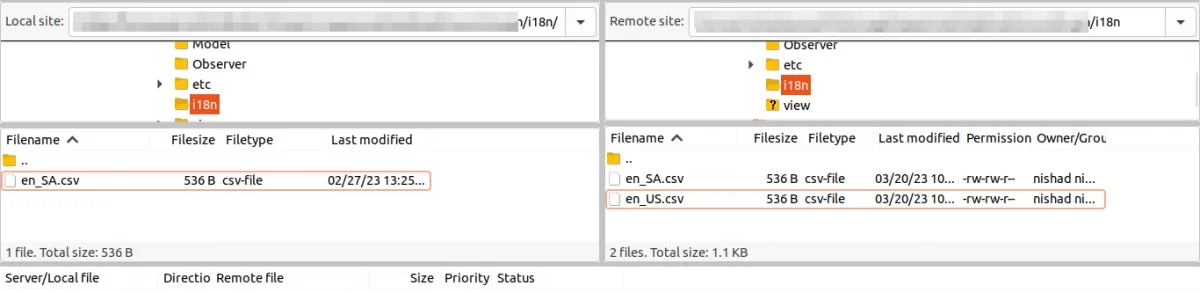 Local site: /i18n/
Remote site: /i18n
Model
Observer
etc
i18n
Observer
etc
i18n
? view
Filename Filesize Filetype Last modified
..
en_SA.csv 536 B csv-file 02/27/23 13:25...
1 file. Total size: 536 B
Filename Filesize Filetype Last modified Permission Owner/Grou
..
en_SA.csv 536 B csv-file 03/20/23 10... -rw-rw-r-- nishad ni...
en_US.csv 536 B csv-file 03/20/23 10... -rw-rw-r-- nishad ni...
2 files. Total size: 1.1 KB
Server/Local file Directio Remote file Size Priority Status